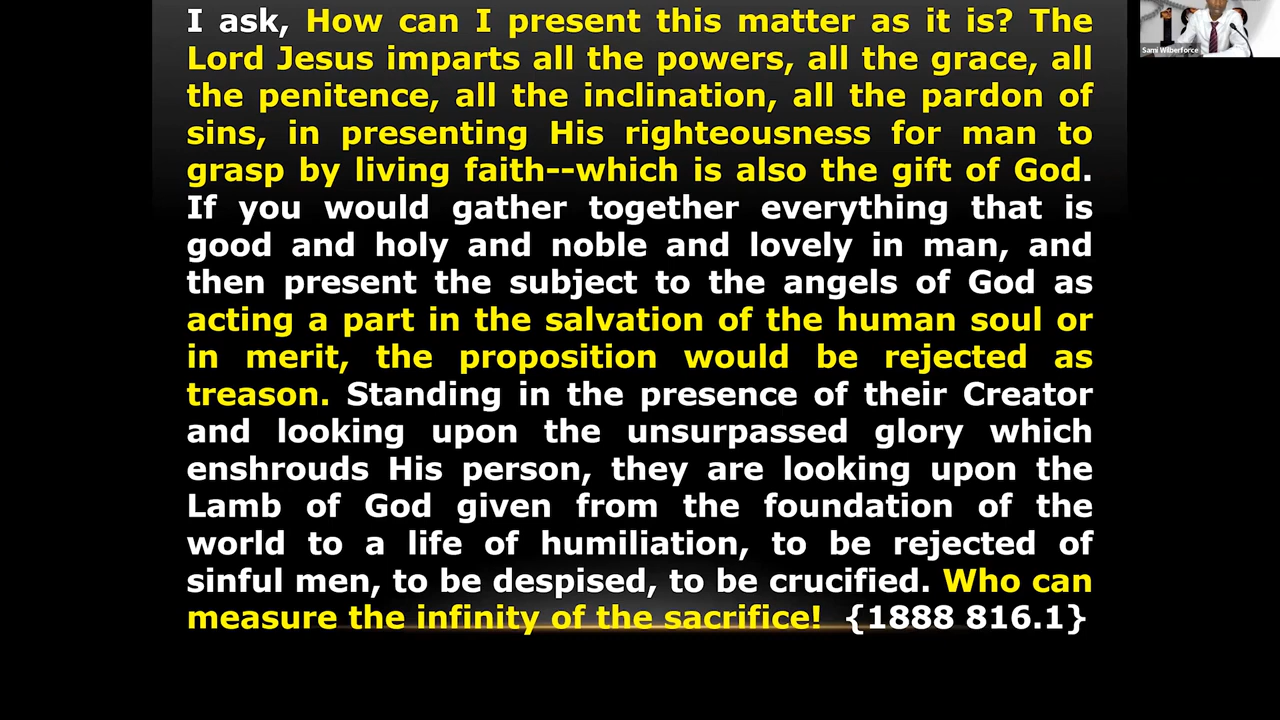 I ask, How can I present this matter as it is? The
Lord Jesus imparts all the powers, all the grace, all
the penitence, all the inclination, all the pardon of
sins, in presenting His righteousness for man to
grasp by living faith--which is also the gift of God.
If you would gather together everything that is
good and holy and noble and lovely in man, and
then present the subject to the angels of God as
acting a part in the salvation of the human soul or
in merit, the proposition would be rejected as
treason. Standing in the presence of their Creator
and looking upon the unsurpassed glory which
enshrouds His person, they are looking upon the
Lamb of God given from the foundation of the
world to a life of humiliation, to be rejected of
sinful men, to be despised, to be crucified. Who can
measure the infinity of the sacrifice! {1888 816.1}
Sami Wilberforce